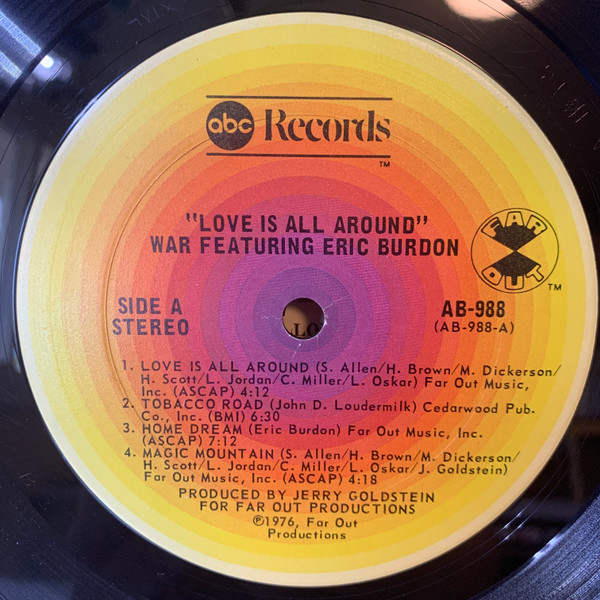 abc Records
TM
"LOVE IS ALL AROUND"
WAR FEATURING ERIC BURDON
FAR OUT
TM
SIDE A
STEREO
AB-988
(AB-988-A)
LO
1. LOVE IS ALL AROUND (S. Allen/H. Brown/M. Dickerson/
H. Scott/L. Jordan/C. Miller/L. Oskar) Far Out Music,
Inc. (ASCAP) 4:12
2. TOBACCO ROAD (John D. Loudermilk) Cedarwood Pub.
Co., Inc. (BMI) 6:30
3. HOME DREAM (Eric Burdon) Far Out Music, Inc.
(ASCAP) 7:12
4. MAGIC MOUNTAIN (S. Allen/H. Brown/M. Dickerson/
H. Scott/L. Jordan/C. Miller/L. Oskar/J. Goldstein)
Far Out Music, Inc. (ASCAP) 4:18
PRODUCED BY JERRY GOLDSTEIN
FOR FAR OUT PRODUCTIONS
℗1976, Far Out
Productions